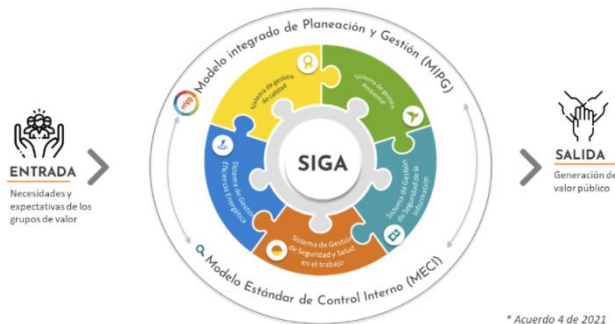 Modelo integrado de Planeación y Gestión (MIPG)
mipg
Sistema de gestión
de calidad
Sistema de gestión
Ambiental
ENTRADA
Necesidades y
expectativas de los
grupos de valor
SIGA
SALIDA
Generación de
valor público
Sistema de Gestión
Eficiencia Energética
Sistema de Gestión
de Seguridad de la
Información
Sistema de Gestión
de Seguridad y Salud
en el trabajo
Modelo Estándar de Control Interno (MECI)
* Acuerdo 4 de 2021